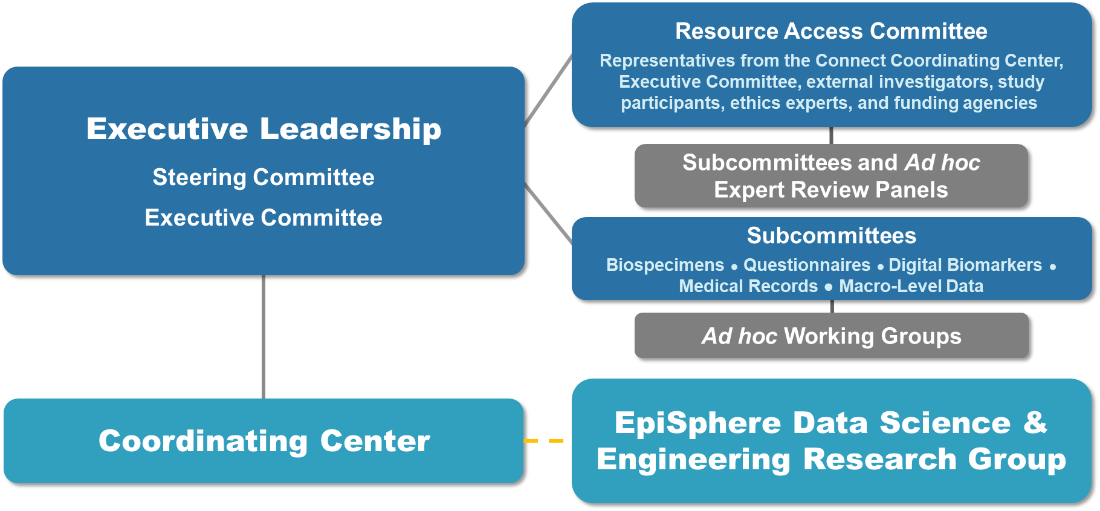 Executive Leadership
Steering Committee
Executive Committee
Resource Access Committee
Representatives from the Connect Coordinating Center,
Executive Committee, external investigators, study
participants, ethics experts, and funding agencies
Subcommittees and Ad hoc
Expert Review Panels
Subcommittees
Biospecimens • Questionnaires • Digital Biomarkers •
Medical Records • Macro-Level Data
Ad hoc Working Groups
Coordinating Center
EpiSphere Data Science &
Engineering Research Group